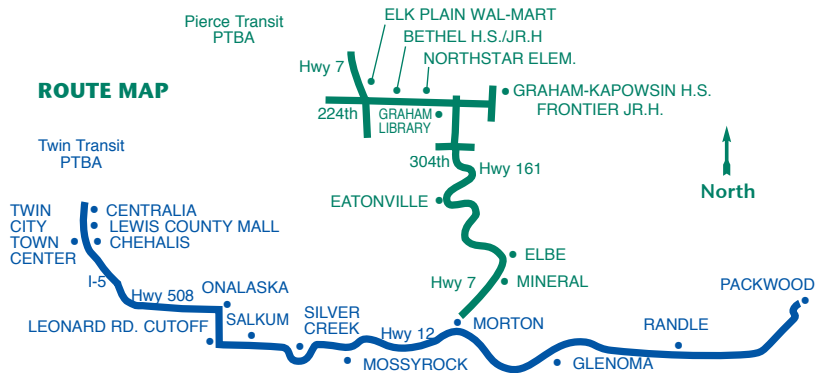 Pierce Transit
PTBA
ELK PLAIN WAL-MART
BETHEL H.S./JR.H
NORTHSTAR ELEM.
Hwy 7
ROUTE MAP
224th
GRAHAM
LIBRARY
GRAHAM-KAPOWSIN H.S.
FRONTIER JR.H.
Twin Transit
PTBA
304th
Hwy 161
North
EATONVILLE
TWIN
CITY
TOWN
CENTER
CENTRALIA
LEWIS COUNTY MALL
CHEHALIS
ELBE
MINERAL
I-5
Hwy 7
PACKWOOD
Hwy 508
ONALASKA
LEONARD RD. CUTOFF
SALKUM
SILVER
CREEK
Hwy 12
MORTON
RANDLE
MOSSYROCK
GLENOMA